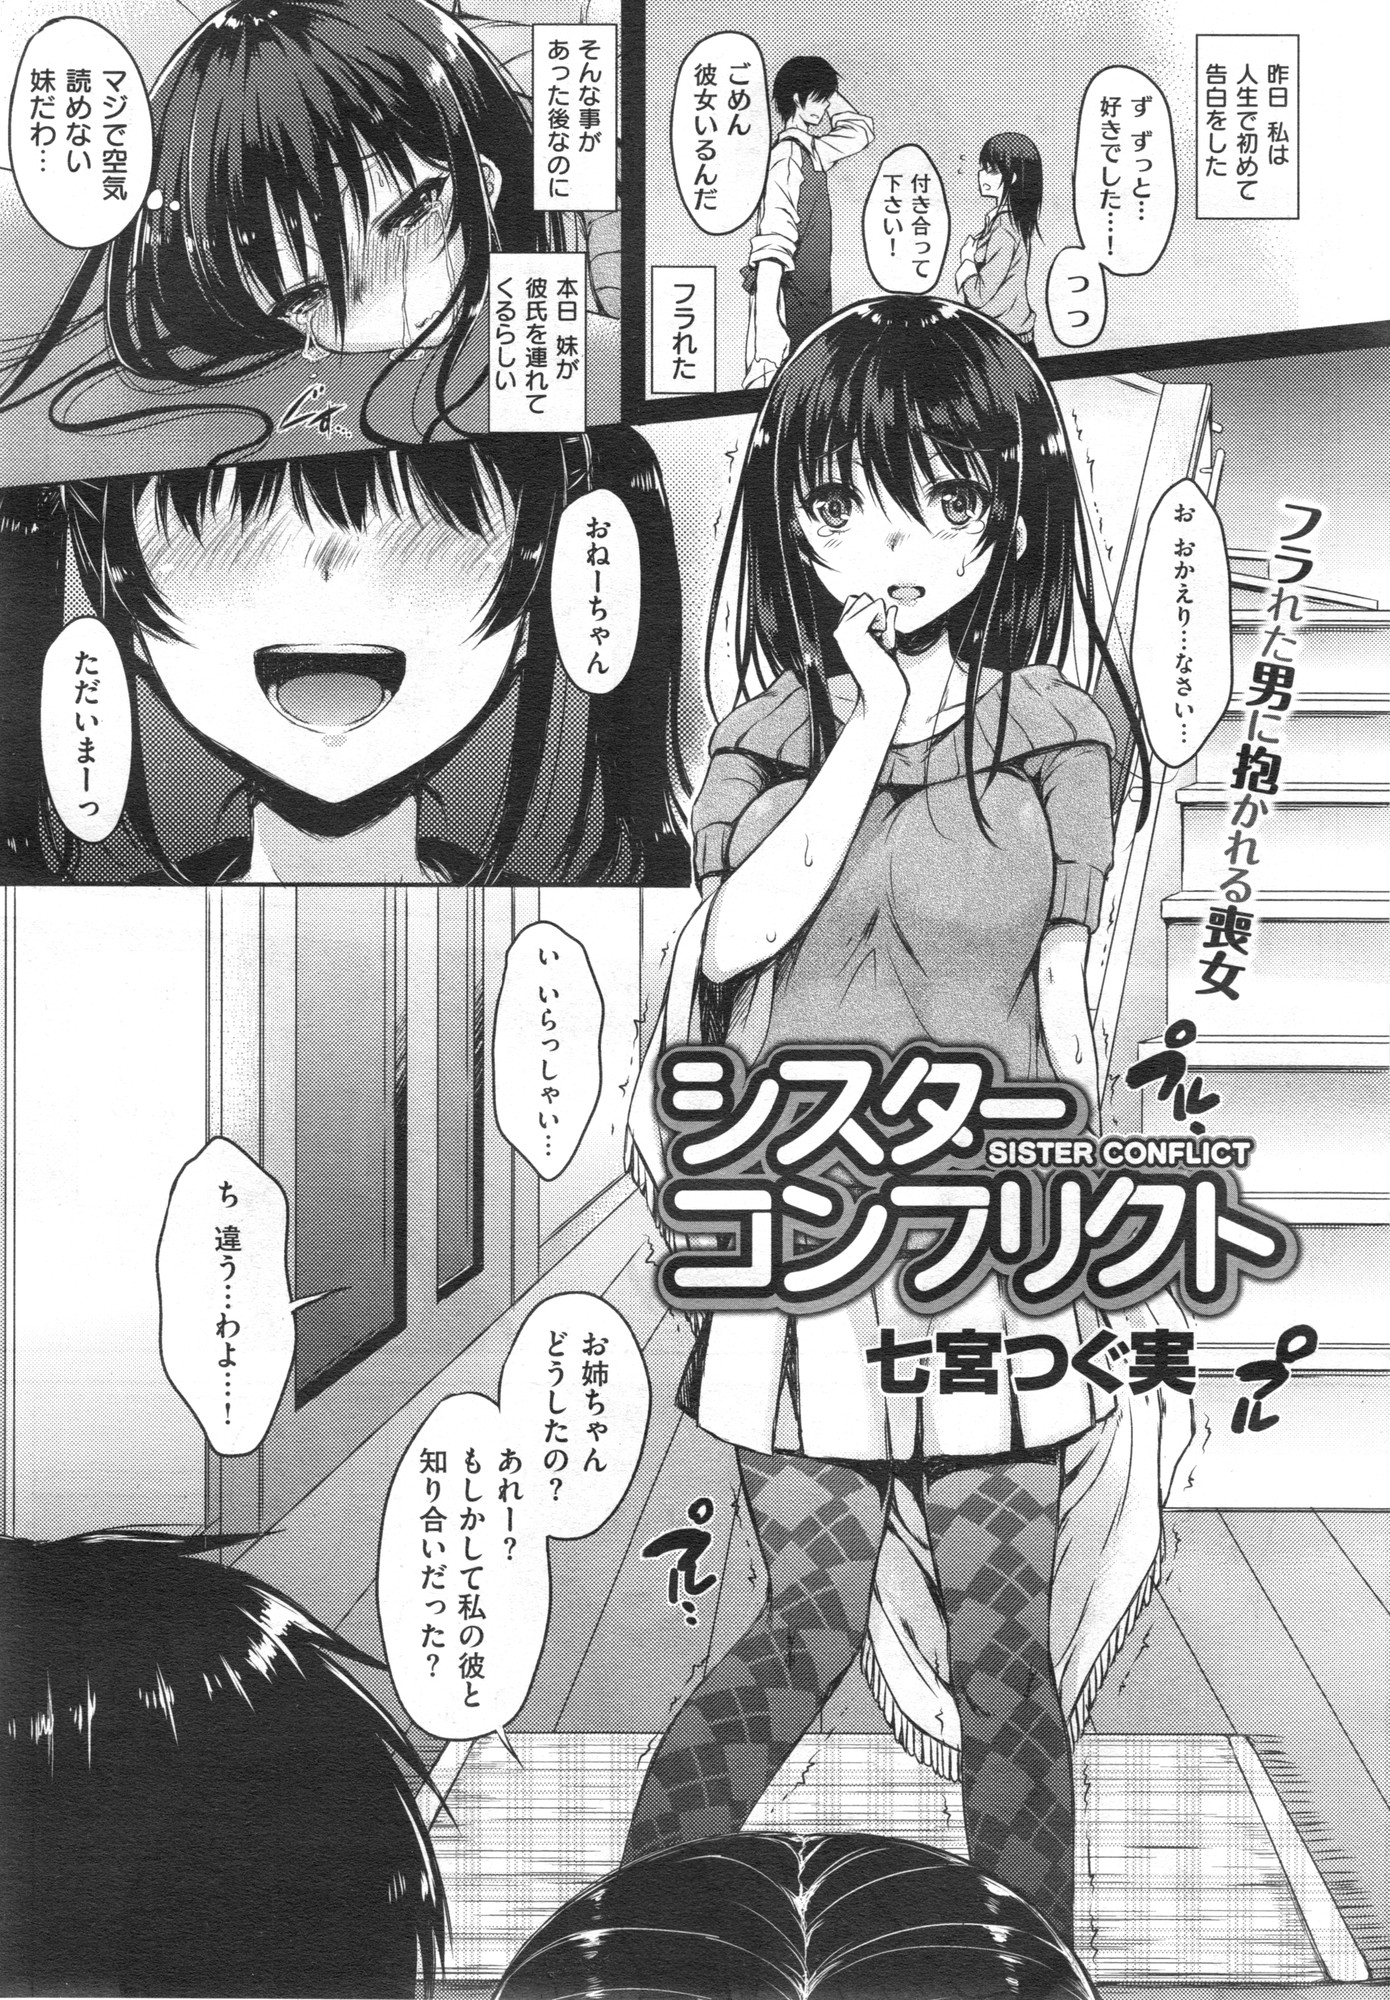 昨日 私は
人生で初めて
告白をした
ず ずっと…
好きでした…！
つっ
付き合って
下さい！
ごめん
彼女いるんだ
フラれた
そんな事が
あった後なのに
本日 妹が
彼氏を連れて
くるらしい
マジで空気
読めない
妹だわ…
ぐす…
お おかえり…なさい…
フラれた男に抱かれる喪女
おねーちゃん
ただいまーっ
い いらっしゃい…
ち 違う…わよ……！
お姉ちゃん
どうしたの？
あれー？
もしかして私の彼と
知り合いだった？
プル
プル
プル
シスター
SISTER CONFLICT
コンフリクト
七宮つぐ実